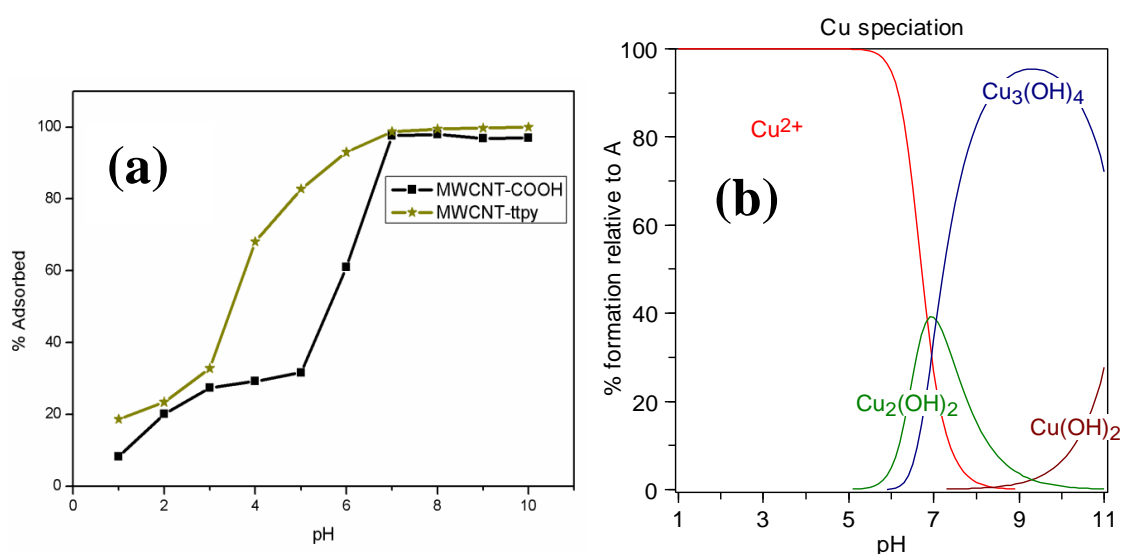 (a)
% Adsorbed
100
80
60
40
20
0
0 2 4 6 8 10
pH
MWCNT-COOH
MWCNT-ttpy
Cu speciation
(b)
% formation relative to A
100
80
60
40
20
0
1 3 5 7 9 11
pH
Cu2+
Cu3(OH)4
Cu2(OH)2
Cu(OH)2